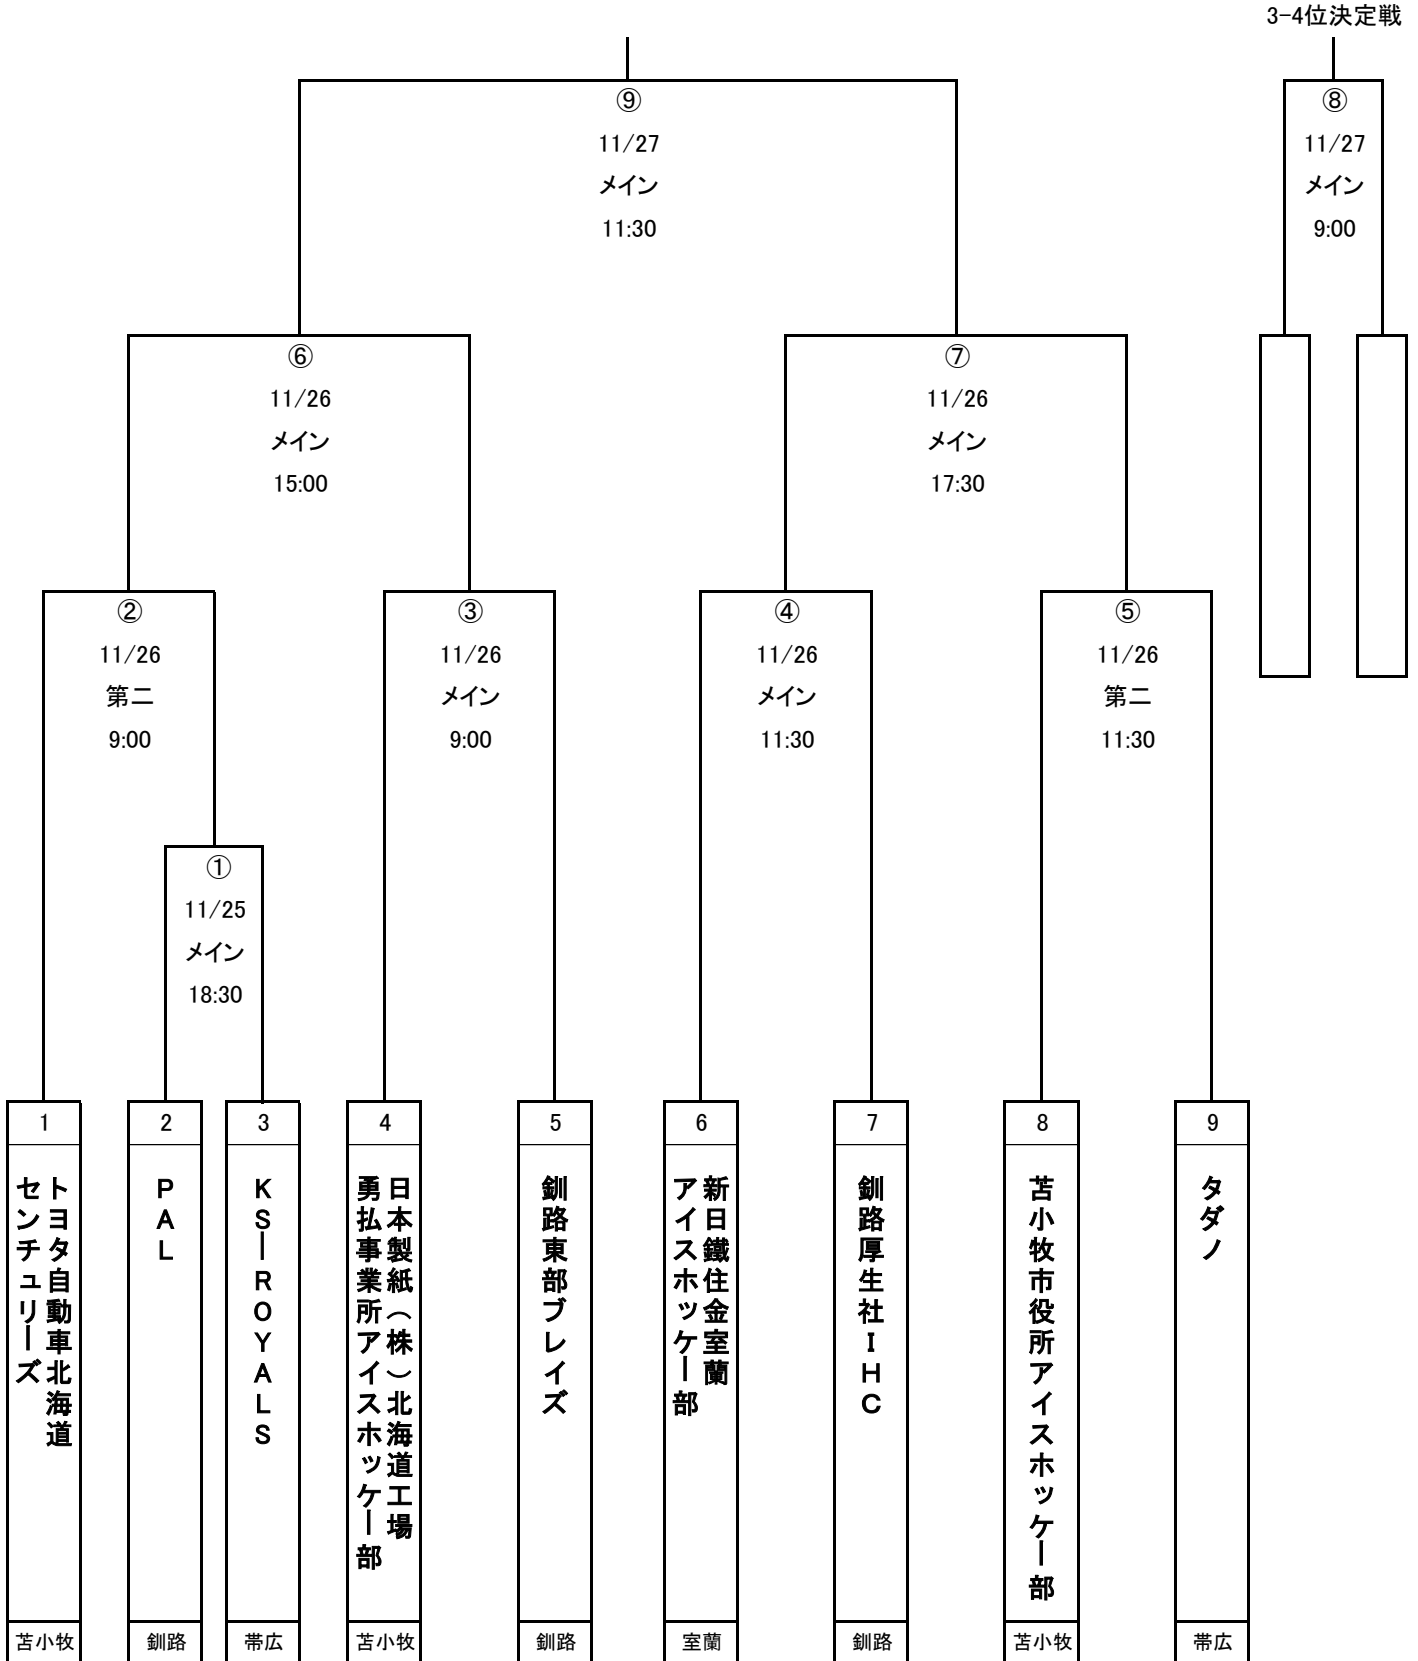 3-4位決定戦
⑨
11/27
メイン
11:30
⑧
11/27
メイン
9:00
⑥
11/26
メイン
15:00
⑦
11/26
メイン
17:30
②
11/26
第二
9:00
③
11/26
メイン
9:00
④
11/26
メイン
11:30
⑤
11/26
第二
11:30
①
11/25
メイン
18:30
1
トヨタ自動車北海道
センチュリーズ
苫小牧
2
PAL
釧路
3
KS―ROYALS
帯広
4
日本製紙（株）北海道工場
勇払事業所アイスホッケー部
苫小牧
5
釧路東部ブレイズ
釧路
6
新日鐵住金室蘭
アイスホッケー部
室蘭
7
釧路厚生社IHC
釧路
8
苫小牧市役所アイスホッケー部
苫小牧
9
タダノ
帯広